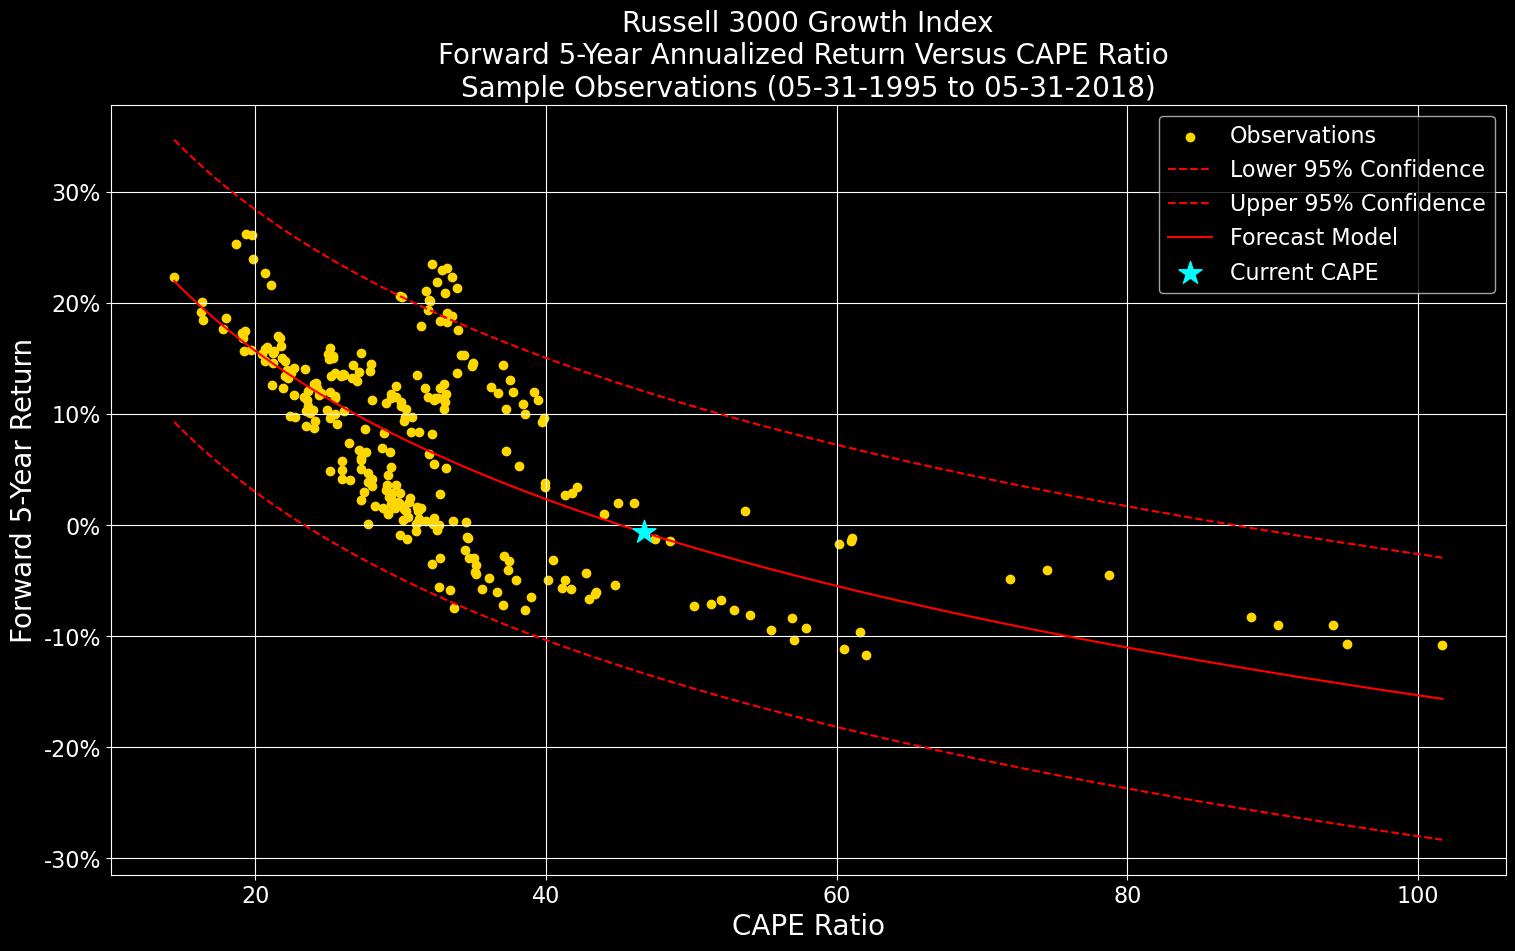 Russell 3000 Growth Index
Forward 5-Year Annualized Return Versus CAPE Ratio
Sample Observations (05-31-1995 to 05-31-2018)
Observations
Lower 95% Confidence
Upper 95% Confidence
Forecast Model
Current CAPE
Forward 5-Year Return
30%
20%
10%
0%
-10%
-20%
-30%
20 40 60 80 100
CAPE Ratio